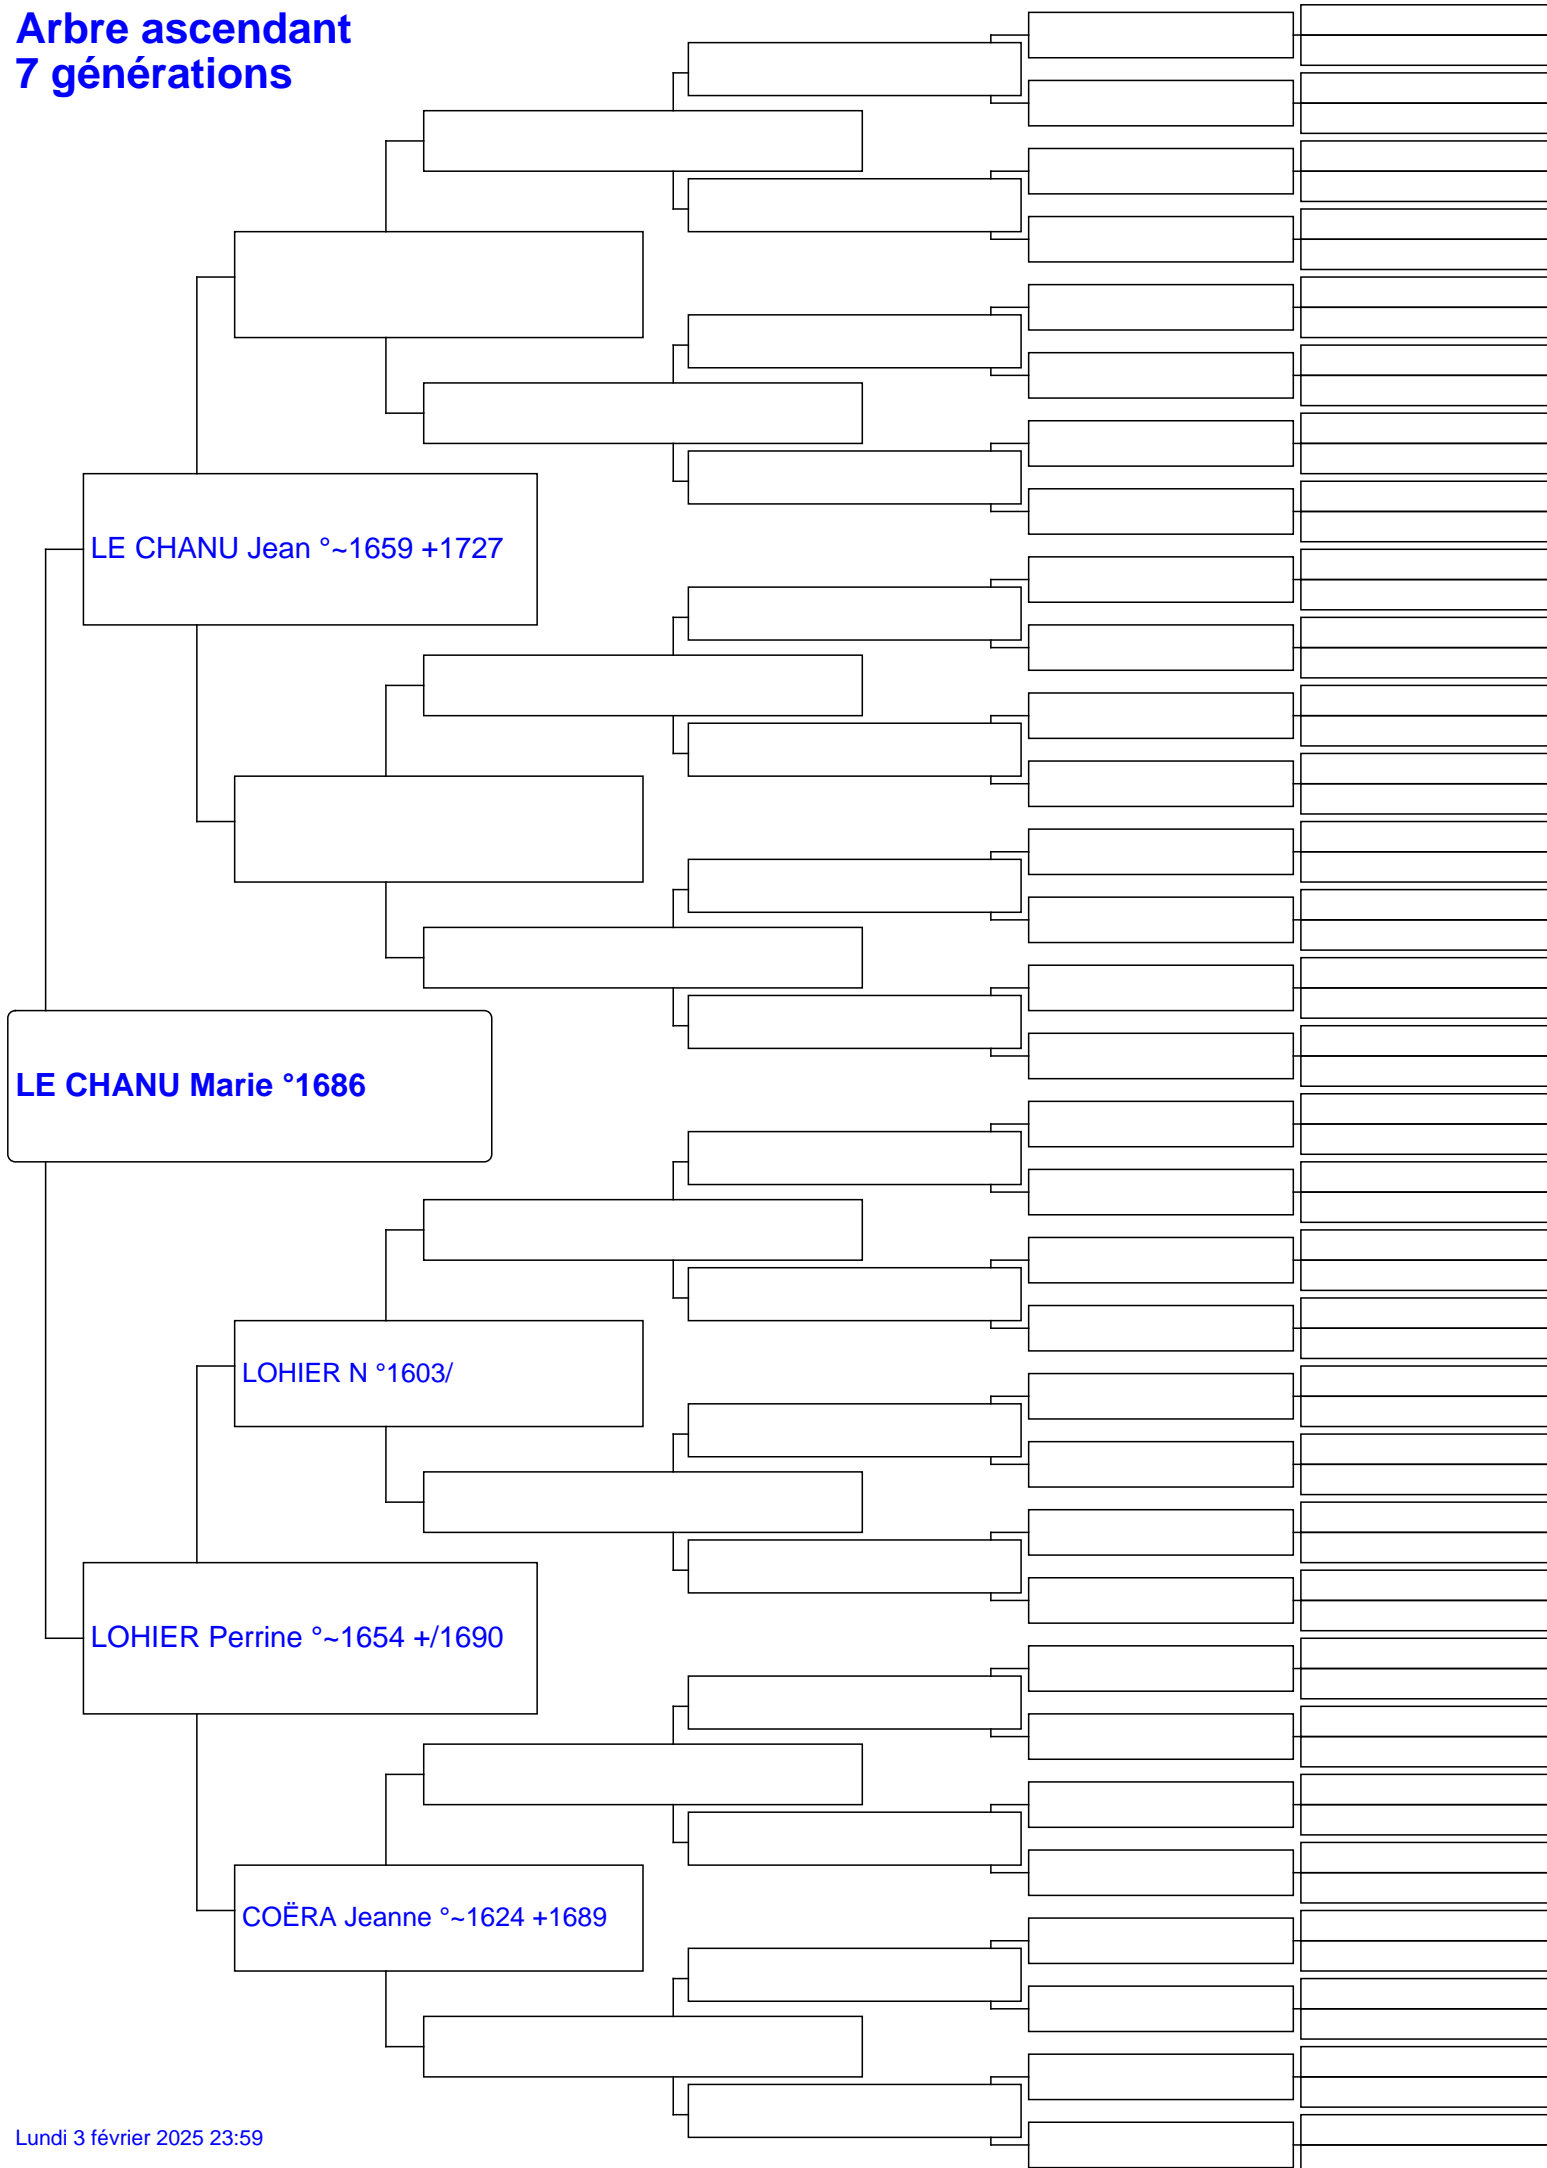 Arbre ascendant
7 générations
LE CHANU Jean °~1659 +1727
LE CHANU Marie °1686
LOHIER N °1603/
LOHIER Perrine °~1654 +/1690
COËRA Jeanne °~1624 +1689
Lundi 3 février 2025 23:59